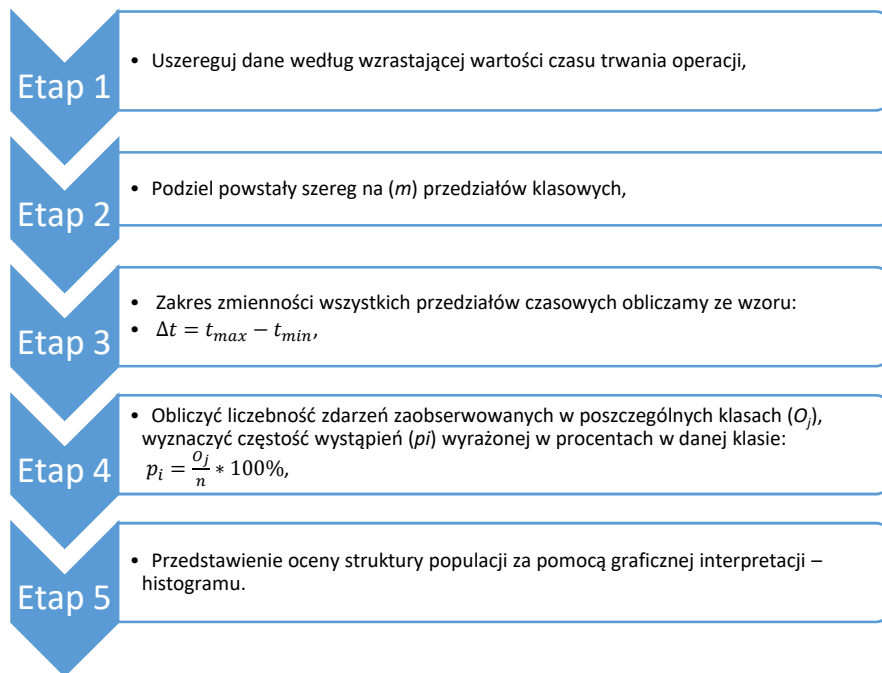 Etap 1
• Uszereguj dane według wzrastającej wartości czasu trwania operacji,
Etap 2
• Podziel powstały szereg na (m) przedziałów klasowych,
Etap 3
• Zakres zmienności wszystkich przedziałów czasowych obliczamy ze wzoru:
• Δt = t_max − t_min,
Etap 4
• Obliczyć liczebność zdarzeń zaobserwowanych w poszczególnych klasach (O_j),
wyznaczyć częstość wystąpień (pi) wyrażonej w procentach w danej klasie:
p_i = O_j/n * 100%,
Etap 5
• Przedstawienie oceny struktury populacji za pomocą graficznej interpretacji –
histogramu.